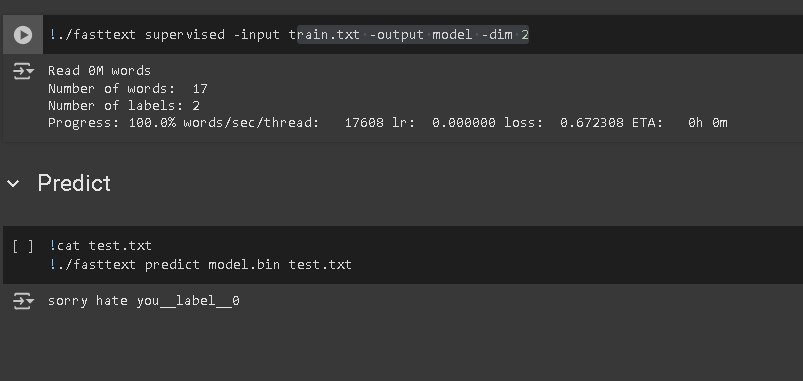 !./fasttext supervised -input train.txt -output model -dim 2
Read 0M words
Number of words:  17
Number of labels: 2
Progress: 100.0% words/sec/thread:   17608 lr:  0.000000 loss:  0.672308 ETA:   0h 0m
Predict
[ ] !cat test.txt
!./fasttext predict model.bin test.txt
sorry hate you__label__0